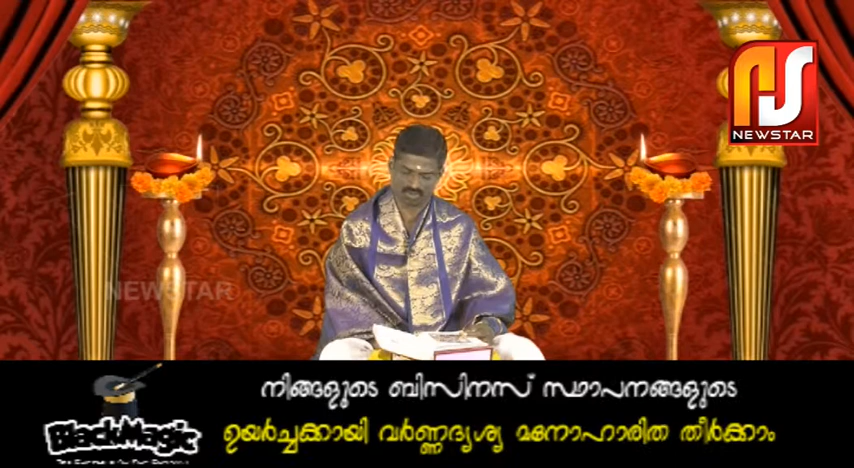 NEWSTAR
NEWSTAR
നിങ്ങളുടെ ബിസിനസ് സ്ഥാപനങ്ങളുടെ
ഉയർച്ചക്കായി വർണ്ണദൃശ്യ മനോഹാരിത തീർക്കാം
BlackMagic